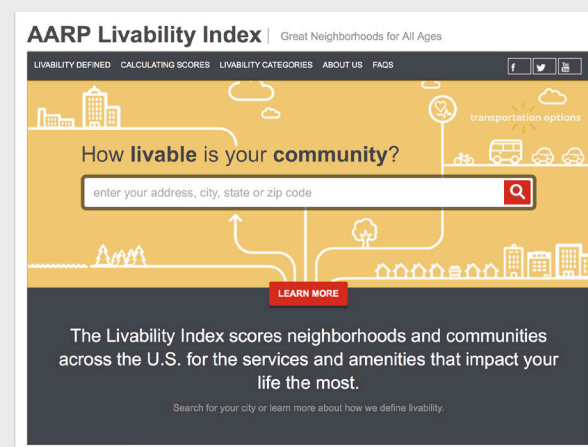 AARP Livability Index | Great Neighborhoods for All Ages
LIVABILITY DEFINED CALCULATING SCORES LIVABILITY CATEGORIES ABOUT US FAQS
transportation options
How livable is your community?
enter your address, city, state or zip code
LEARN MORE
The Livability Index scores neighborhoods and communities
across the U.S. for the services and amenities that impact your
life the most.
Search for your city or learn more about how we define livability.